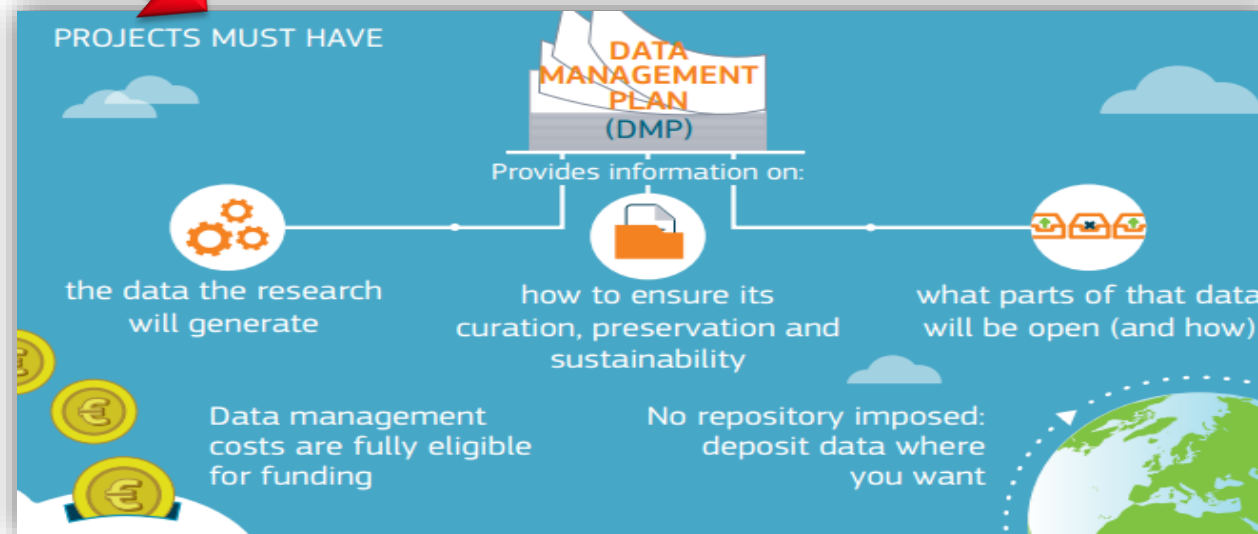 PROJECTS MUST HAVE
DATA
MANAGEMENT
PLAN
(DMP)
Provides information on:
the data the research
will generate
how to ensure its
curation, preservation and
sustainability
what parts of that data
will be open (and how)
Data management
costs are fully eligible
for funding
No repository imposed:
deposit data where
you want